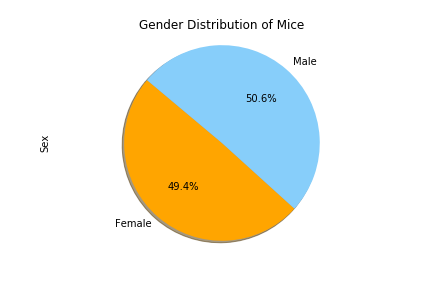 Gender Distribution of Mice
Male
50.6%
Sex
49.4%
Female